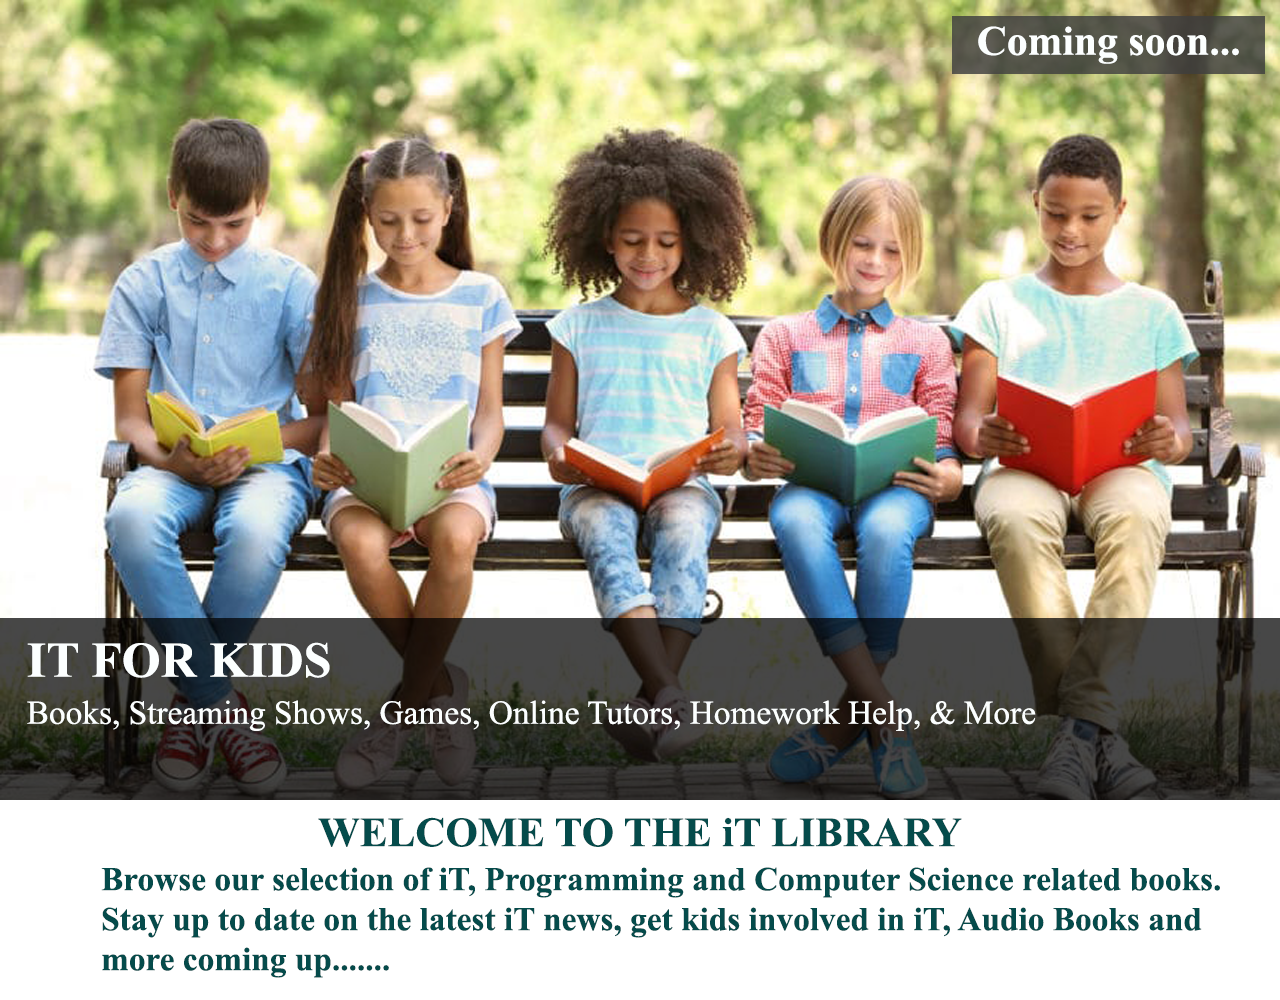 Coming soon...
IT FOR KIDS
Books, Streaming Shows, Games, Online Tutors, Homework Help, & More
WELCOME TO THE iT LIBRARY
Browse our selection of iT, Programming and Computer Science related books.
Stay up to date on the latest iT news, get kids involved in iT, Audio Books and
more coming up.......